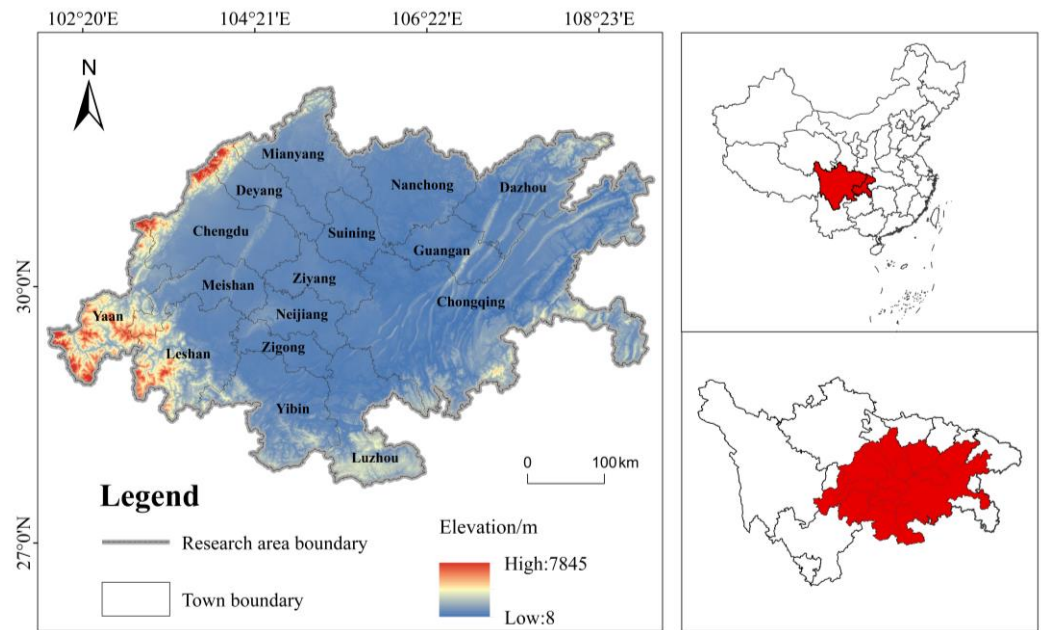 102°20'E
104°21'E
106°22'E
108°23'E
N
Mianyang
Deyang
Nanchong
Dazhou
Chengdu
Suining
Guangan
Meishan
Ziyang
Chongqing
30°0'N
Yaan
Neijiang
Leshan
Zigong
Yibin
Luzhou
0 100km
Legend
Elevation/m
27°0'N
Research area boundary
High:7845
Town boundary
Low:8